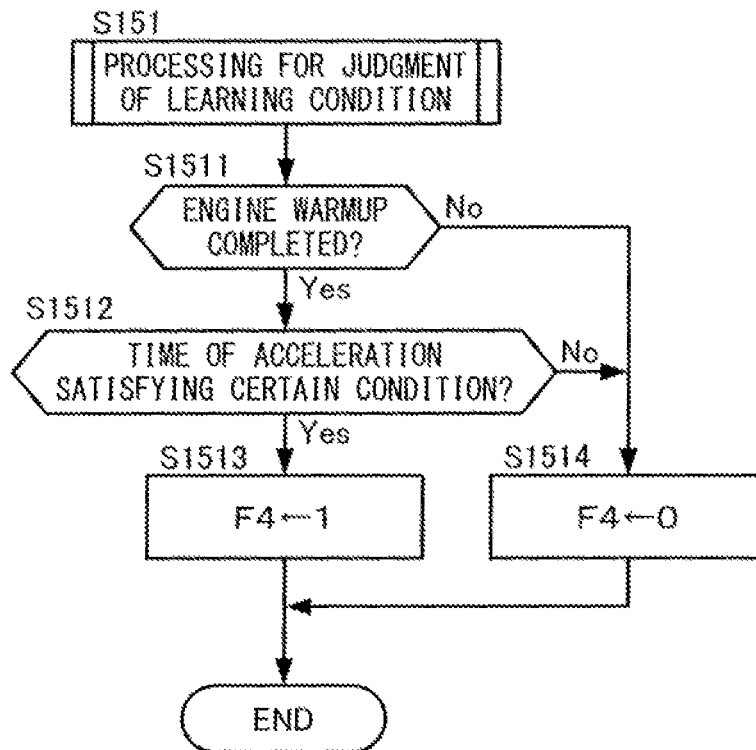 S151
PROCESSING FOR JUDGMENT
OF LEARNING CONDITION
S1511
ENGINE WARMUP
COMPLETED?
No
Yes
S1512
TIME OF ACCELERATION
SATISFYING CERTAIN CONDITION?
No
Yes
S1513
F4←1
S1514
F4←0
END